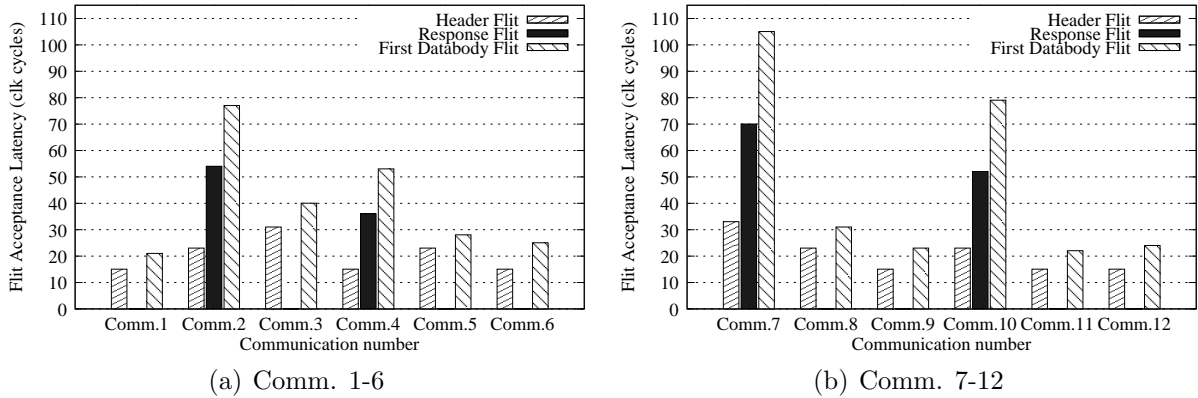 Flit Acceptance Latency (clk cycles)
110
100
90
80
70
60
50
40
30
20
10
0
Header Flit
Response Flit
First Databody Flit
Comm.1 Comm.2 Comm.3 Comm.4 Comm.5 Comm.6
Communication number
(a) Comm. 1-6
Flit Acceptance Latency (clk cycles)
110
100
90
80
70
60
50
40
30
20
10
0
Header Flit
Response Flit
First Databody Flit
Comm.7 Comm.8 Comm.9 Comm.10 Comm.11 Comm.12
Communication number
(b) Comm. 7-12